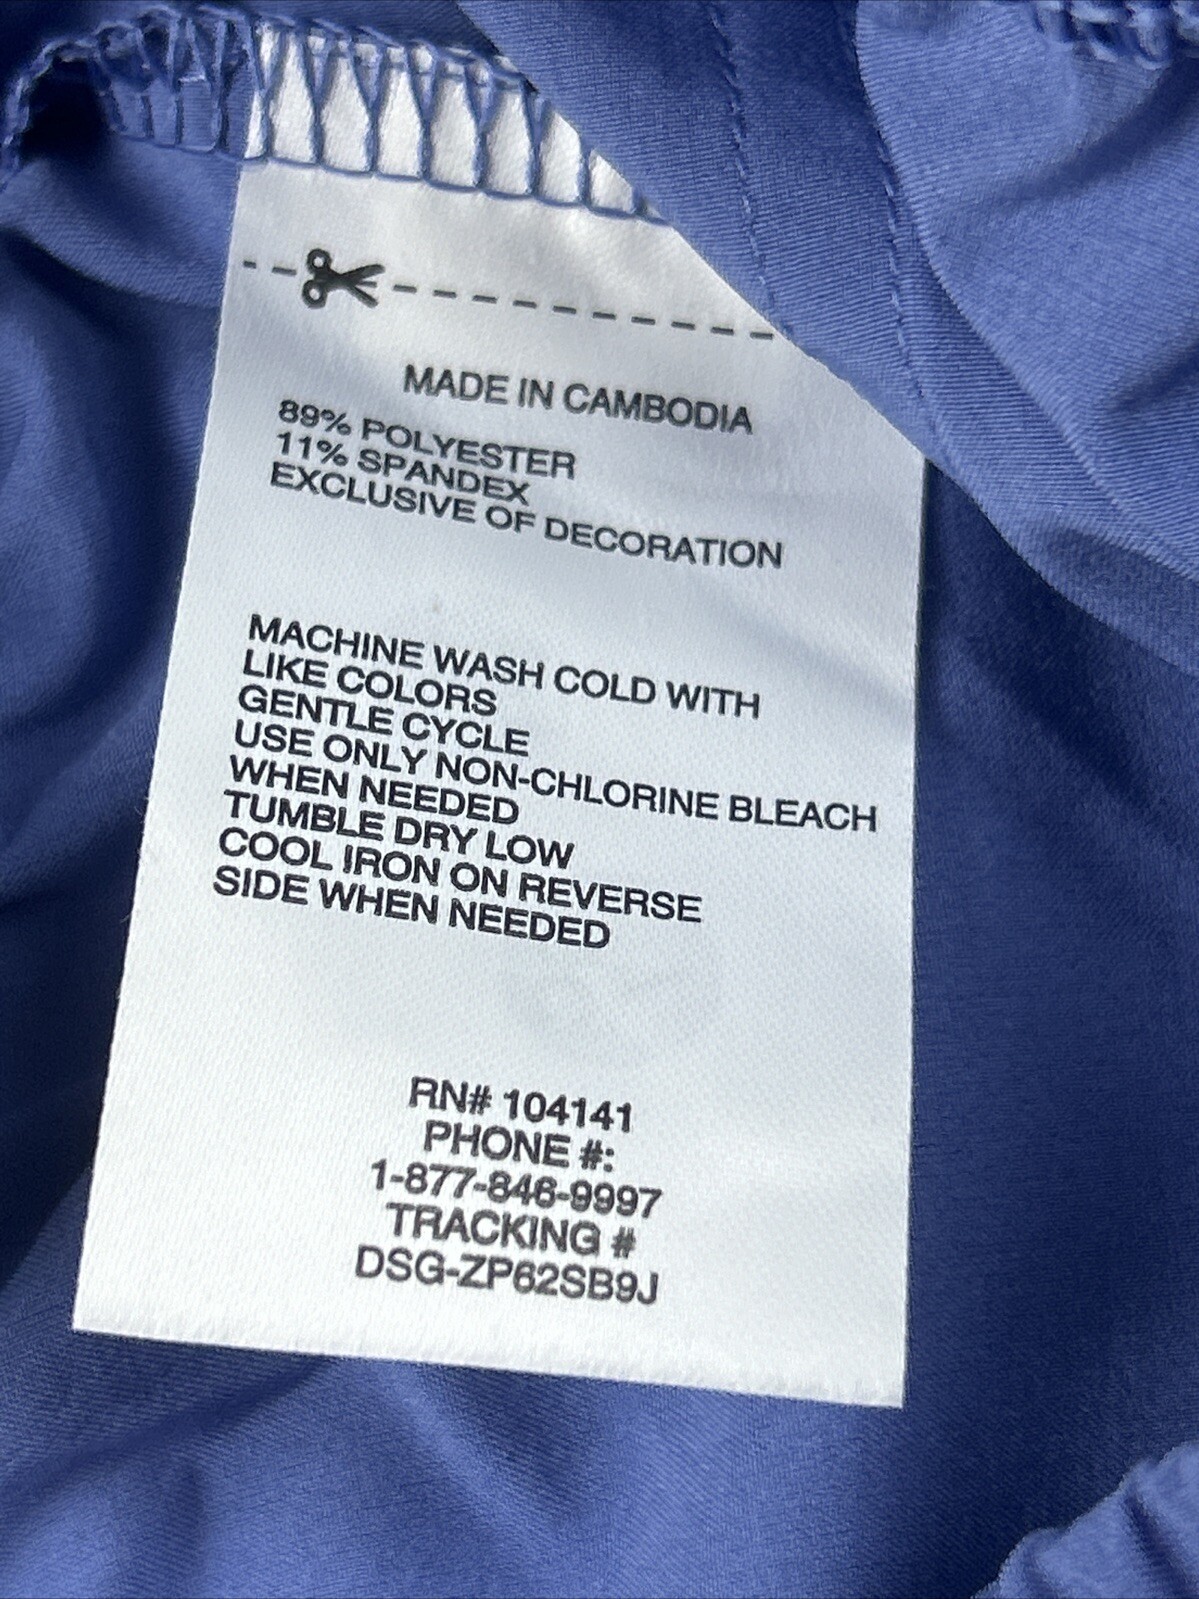 MADE IN CAMBODIA
89% POLYESTER
11% SPANDEX
EXCLUSIVE OF DECORATION
MACHINE WASH COLD WITH
LIKE COLORS
GENTLE CYCLE
USE ONLY NON-CHLORINE BLEACH
WHEN NEEDED
TUMBLE DRY LOW
COOL IRON ON REVERSE
SIDE WHEN NEEDED
RN# 104141
PHONE #:
1-877-846-9997
TRACKING #
DSG-ZP62SB9J